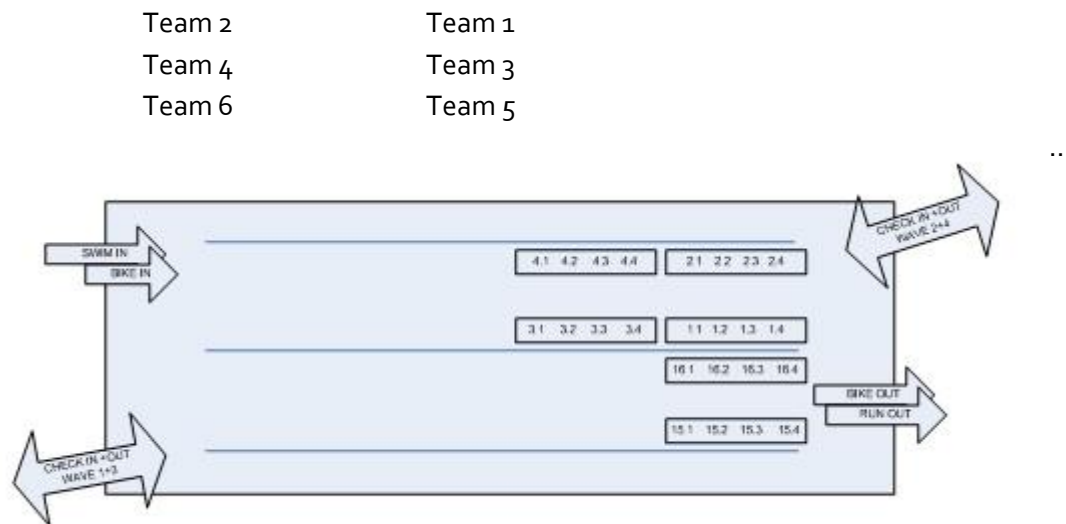 Team 2 Team 1
Team 4 Team 3
Team 6 Team 5
..
CHECK IN +OUT
WAVE 2+4
SWIM IN
BIKE IN
4.1 4.2 4.3 4.4 2.1 2.2 2.3 2.4
3.1 3.2 3.3 3.4 1.1 1.2 1.3 1.4
16.1 16.2 16.3 16.4
BIKE OUT
RUN OUT
15.1 15.2 15.3 15.4
CHECK IN +OUT
WAVE 1+3